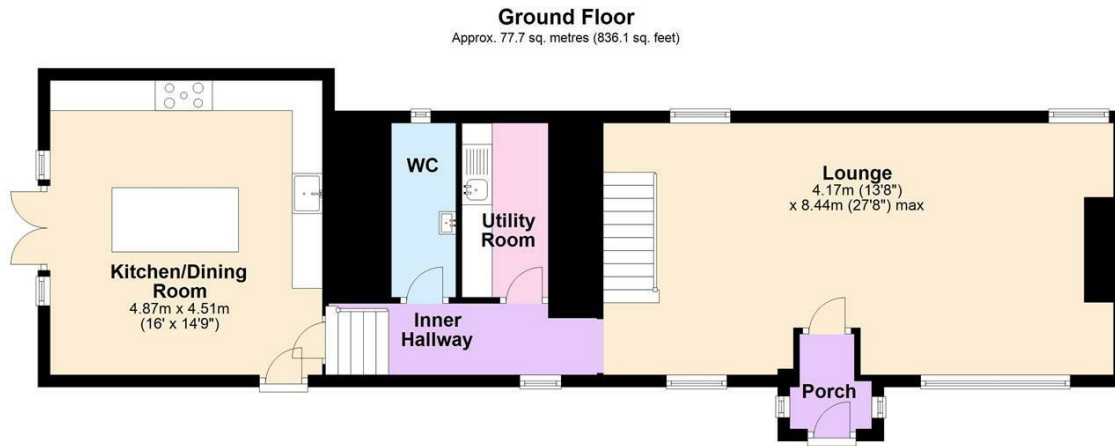 Ground Floor
Approx. 77.7 sq. metres (836.1 sq. feet)
WC
Utility
Room
Lounge
4.17m (13'8")
x 8.44m (27'8") max
Kitchen/Dining
Room
4.87m x 4.51m
(16' x 14'9")
Inner
Hallway
Porch